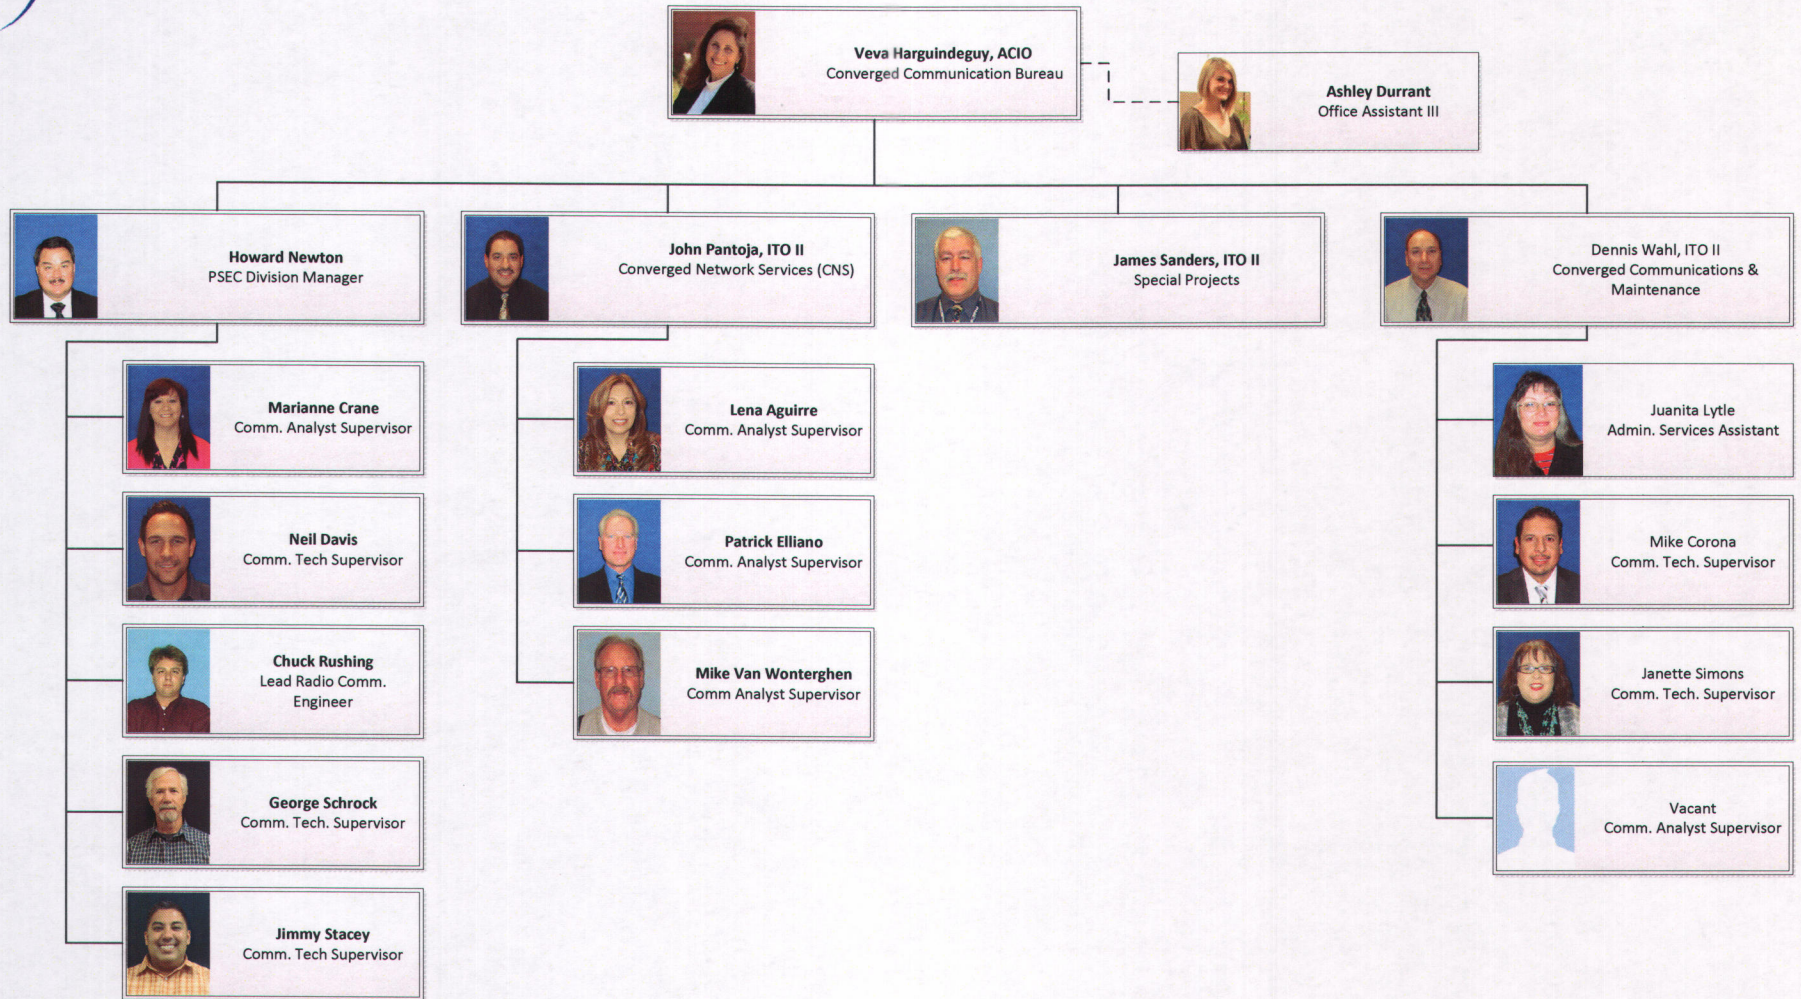 Veva Harguindeguy, ACIO
Converged Communication Bureau
Ashley Durrant
Office Assistant III
Howard Newton
PSEC Division Manager
John Pantoja, ITO II
Converged Network Services (CNS)
James Sanders, ITO II
Special Projects
Dennis Wahl, ITO II
Converged Communications &
Maintenance
Marianne Crane
Comm. Analyst Supervisor
Neil Davis
Comm. Tech Supervisor
Chuck Rushing
Lead Radio Comm.
Engineer
George Schrock
Comm. Tech. Supervisor
Jimmy Stacey
Comm. Tech Supervisor
Lena Aguirre
Comm. Analyst Supervisor
Patrick Elliano
Comm. Analyst Supervisor
Mike Van Wonterghen
Comm Analyst Supervisor
Juanita Lytle
Admin. Services Assistant
Mike Corona
Comm. Tech. Supervisor
Janette Simons
Comm. Tech. Supervisor
Vacant
Comm. Analyst Supervisor